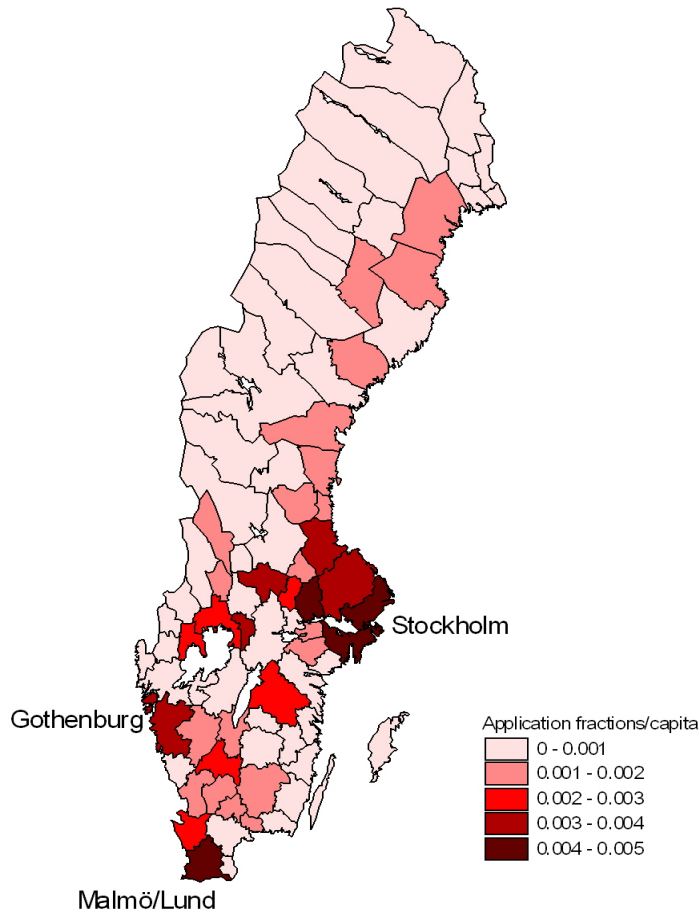 Stockholm
Gothenburg
Application fractions/capita
0 - 0.001
0.001 - 0.002
0.002 - 0.003
0.003 - 0.004
0.004 - 0.005
Malmö/Lund